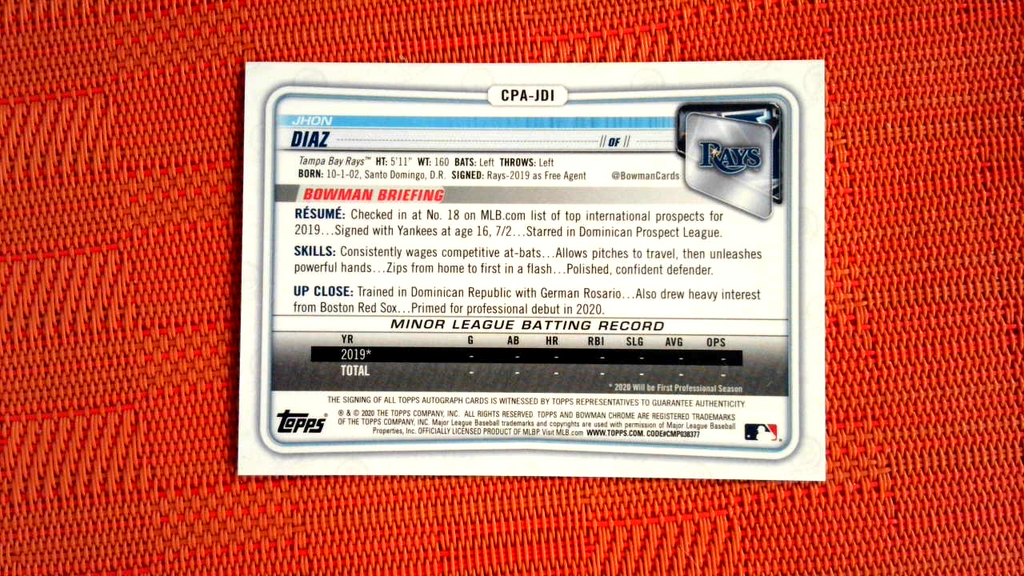 CPA-JDI
JHON
DIAZ
// OF //
RAYS
Tampa Bay Rays™ HT: 5'11" WT: 160 BATS: Left THROWS: Left
BORN: 10-1-02, Santo Domingo, D.R. SIGNED: Rays-2019 as Free Agent @BowmanCards
BOWMAN BRIEFING
RÉSUMÉ: Checked in at No. 18 on MLB.com list of top international prospects for
2019...Signed with Yankees at age 16, 7/2...Starred in Dominican Prospect League.
SKILLS: Consistently wages competitive at-bats...Allows pitches to travel, then unleashes
powerful hands...Zips from home to first in a flash...Polished, confident defender.
UP CLOSE: Trained in Dominican Republic with German Rosario...Also drew heavy interest
from Boston Red Sox...Primed for professional debut in 2020.
MINOR LEAGUE BATTING RECORD
YR G AB HR RBI SLG AVG OPS
2019* - - - - - - -
TOTAL - - - - - - -
* 2020 Will be First Professional Season
THE SIGNING OF ALL TOPPS AUTOGRAPH CARDS IS WITNESSED BY TOPPS REPRESENTATIVES TO GUARANTEE AUTHENTICITY.
Topps®
® & © 2020 THE TOPPS COMPANY, INC. ALL RIGHTS RESERVED. TOPPS AND BOWMAN CHROME ARE REGISTERED TRADEMARKS
OF THE TOPPS COMPANY, INC. Major League Baseball trademarks and copyrights are used with permission of Major League Baseball
Properties, Inc. OFFICIALLY LICENSED PRODUCT OF MLBP Visit MLB.com WWW.TOPPS.COM. CODE#CMP038377